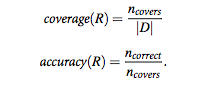 coverage(R) = n_covers / |D|
accuracy(R) = n_correct / n_covers.